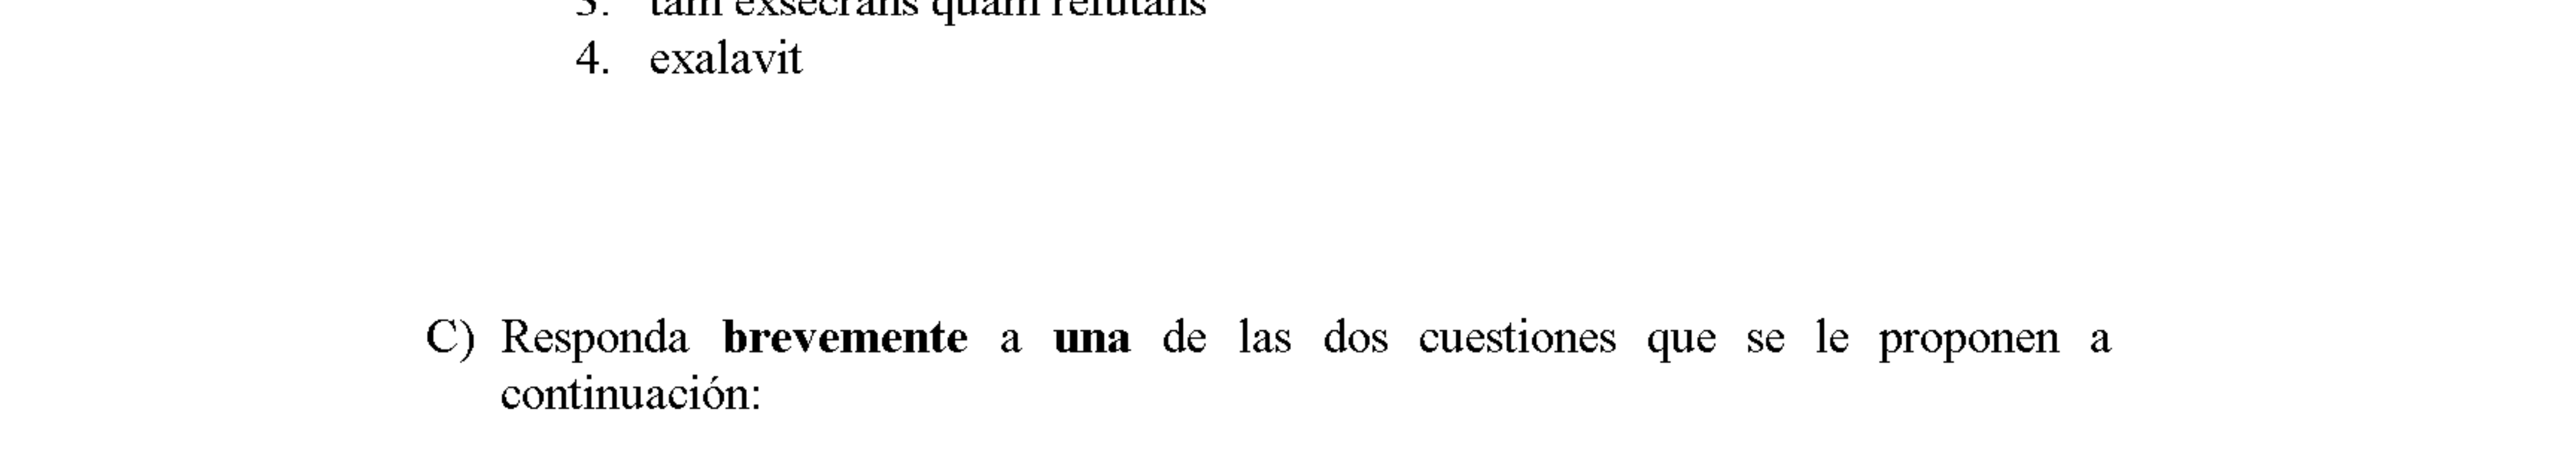 3. tam exsecrans quam refutans
4. exalavit
C) Responda brevemente a una de las dos cuestiones que se le proponen a
continuación: